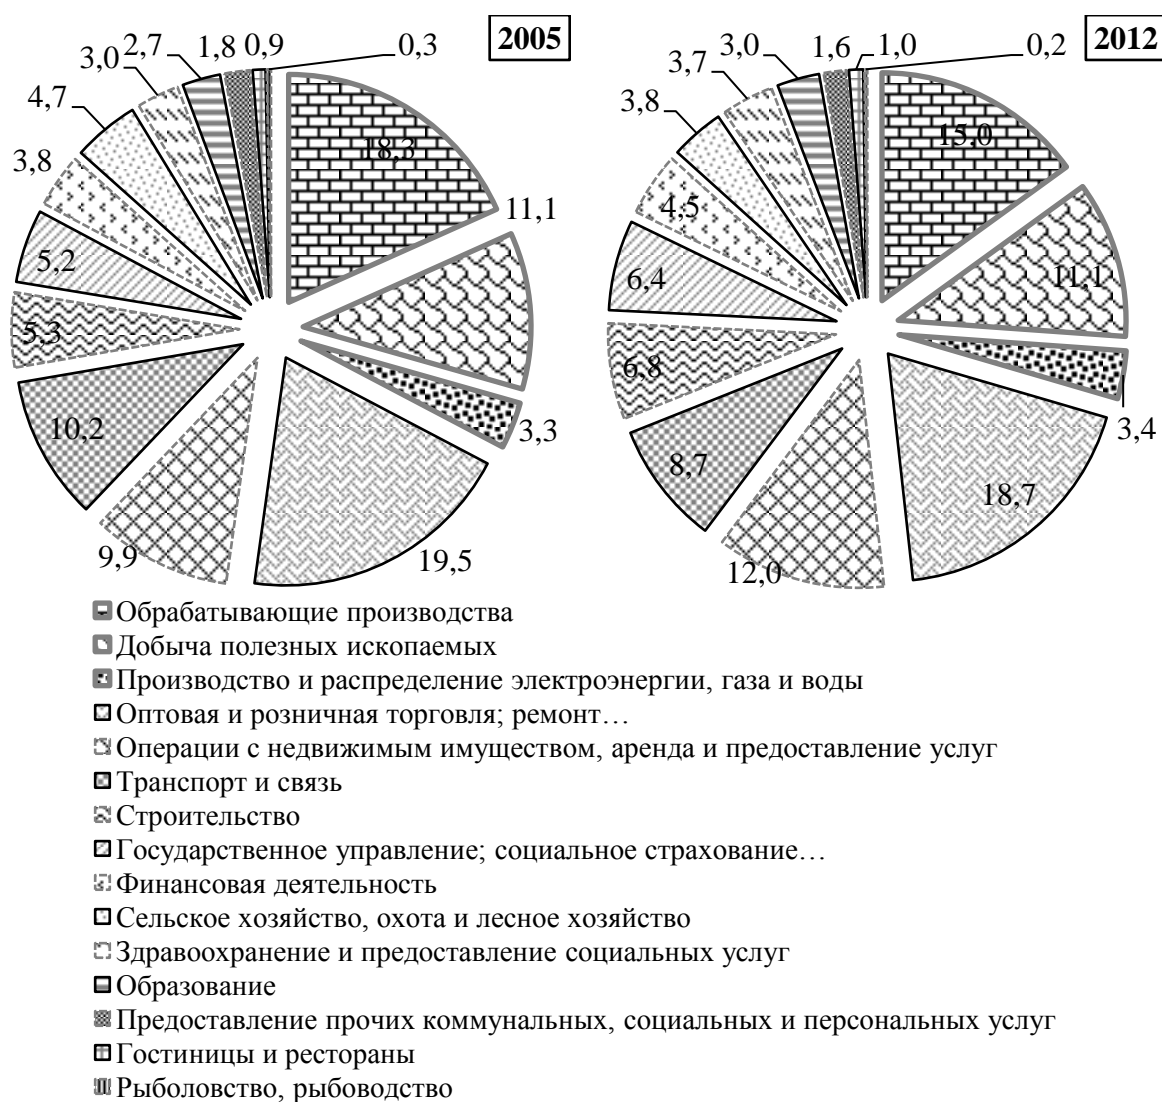 2005
18,3
11,1
3,3
19,5
9,9
10,2
5,3
5,2
3,8
4,7
3,0
2,7
1,8
0,9
0,3
2012
15,0
11,1
3,4
18,7
12,0
8,7
6,8
6,4
4,5
3,8
3,7
3,0
1,6
1,0
0,2
Обрабатывающие производства
Добыча полезных ископаемых
Производство и распределение электроэнергии, газа и воды
Оптовая и розничная торговля; ремонт…
Операции с недвижимым имуществом, аренда и предоставление услуг
Транспорт и связь
Строительство
Государственное управление; социальное страхование…
Финансовая деятельность
Сельское хозяйство, охота и лесное хозяйство
Здравоохранение и предоставление социальных услуг
Образование
Предоставление прочих коммунальных, социальных и персональных услуг
Гостиницы и рестораны
Рыболовство, рыбоводство